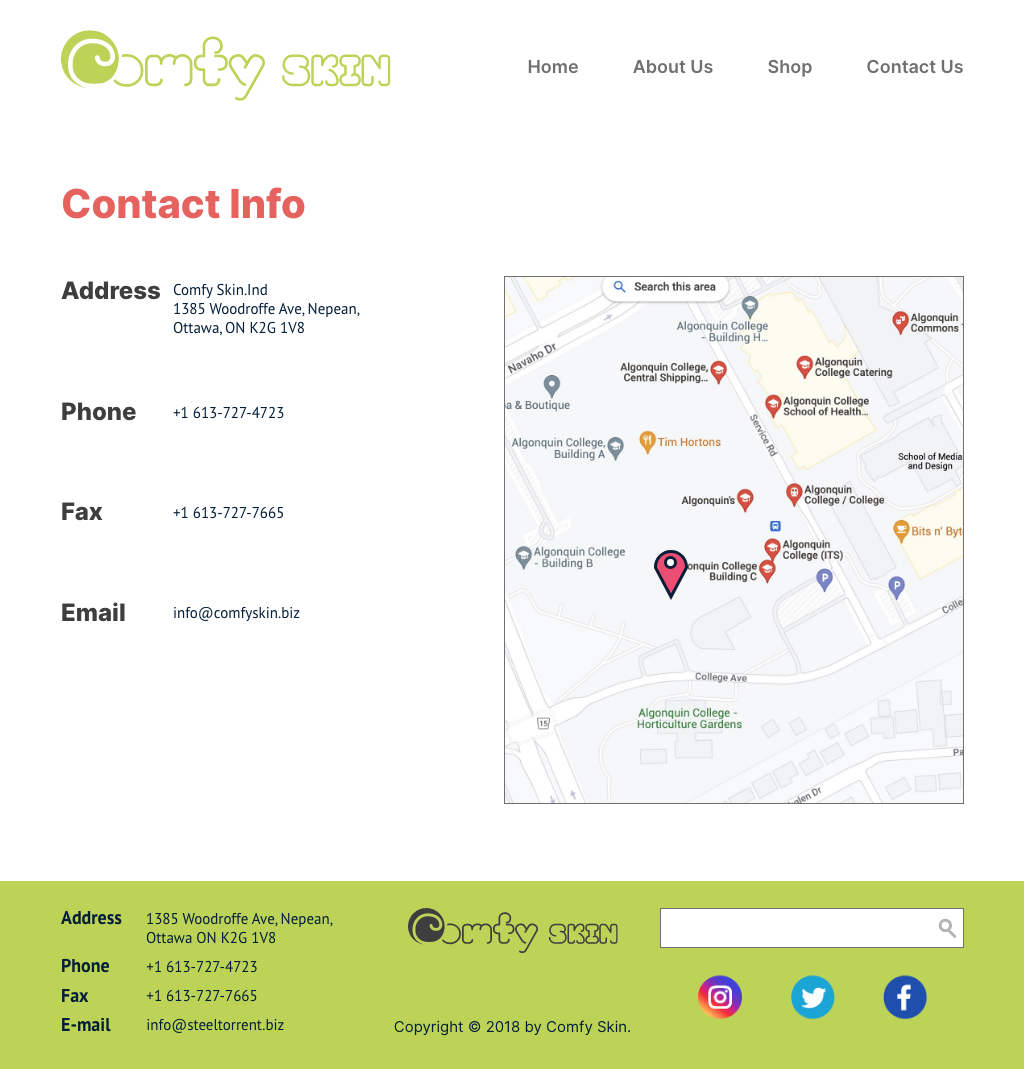 Comfy SKIN
Home
About Us
Shop
Contact Us
Contact Info
Address
Comfy Skin.Ind
1385 Woodroffe Ave, Nepean,
Ottawa, ON K2G 1V8
Phone
+1 613-727-4723
Fax
+1 613-727-7665
Email
info@comfyskin.biz
Search this area
Algonquin College
- Building H...
Algonquin
Commons
Navaho Dr
Algonquin College,
Central Shipping...
Algonquin
College Catering
& Boutique
Algonquin College
School of Health...
Service Rd
Algonquin College,
Building A
Tim Hortons
School of Media
and Design
Algonquin's
Algonquin
College / College
Bits n' Byt
Algonquin College
- Building B
Algonquin
College (ITS)
onquin College
Building C
P
P
Colle
College Ave
Algonquin College -
Horticulture Gardens
15
Pa
olen Dr
Address
1385 Woodroffe Ave, Nepean,
Ottawa ON K2G 1V8
Phone
+1 613-727-4723
Fax
+1 613-727-7665
E-mail
info@steeltorrent.biz
Comfy SKIN
Copyright © 2018 by Comfy Skin.